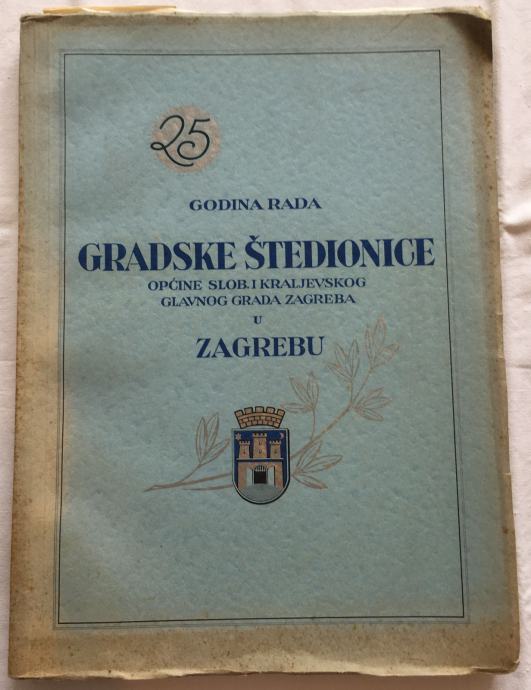 25
GODINA RADA
GRADSKE ŠTEDIONICE
OPĆINE SLOB. I KRALJEVSKOG
GLAVNOG GRADA ZAGREBA
U
ZAGREBU